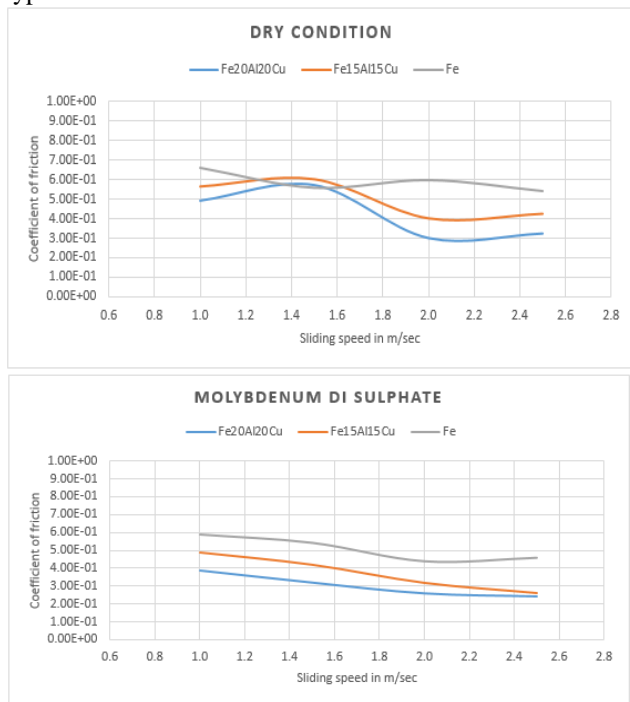 DRY CONDITION
Fe20Al20Cu Fe15Al15Cu Fe
1.00E+00
9.00E-01
8.00E-01
7.00E-01
6.00E-01
5.00E-01
4.00E-01
3.00E-01
2.00E-01
1.00E-01
0.00E+00
Coefficient of friction
0.6 0.8 1.0 1.2 1.4 1.6 1.8 2.0 2.2 2.4 2.6 2.8
Sliding speed in m/sec
MOLYBDENUM DI SULPHATE
Fe20Al20Cu Fe15Al15Cu Fe
1.00E+00
9.00E-01
8.00E-01
7.00E-01
6.00E-01
5.00E-01
4.00E-01
3.00E-01
2.00E-01
1.00E-01
0.00E+00
Coefficient of friction
0.6 0.8 1.0 1.2 1.4 1.6 1.8 2.0 2.2 2.4 2.6 2.8
Sliding speed in m/sec